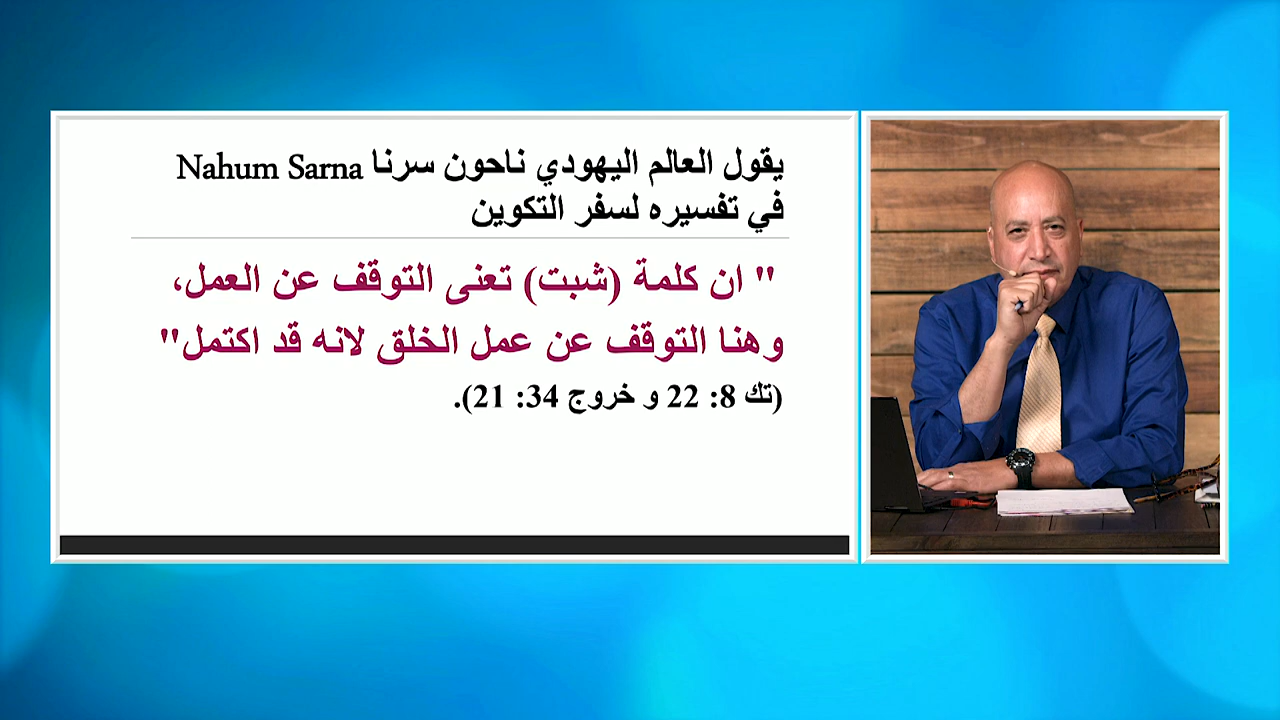 يقول العالم اليهودي ناحون سرنا Nahum Sarna
في تفسيره لسفر التكوين
" ان كلمة (شبت) تعنى التوقف عن العمل،
وهنا التوقف عن عمل الخلق لانه قد اكتمل"
(تك 8: 22 و خروج 34: 21).